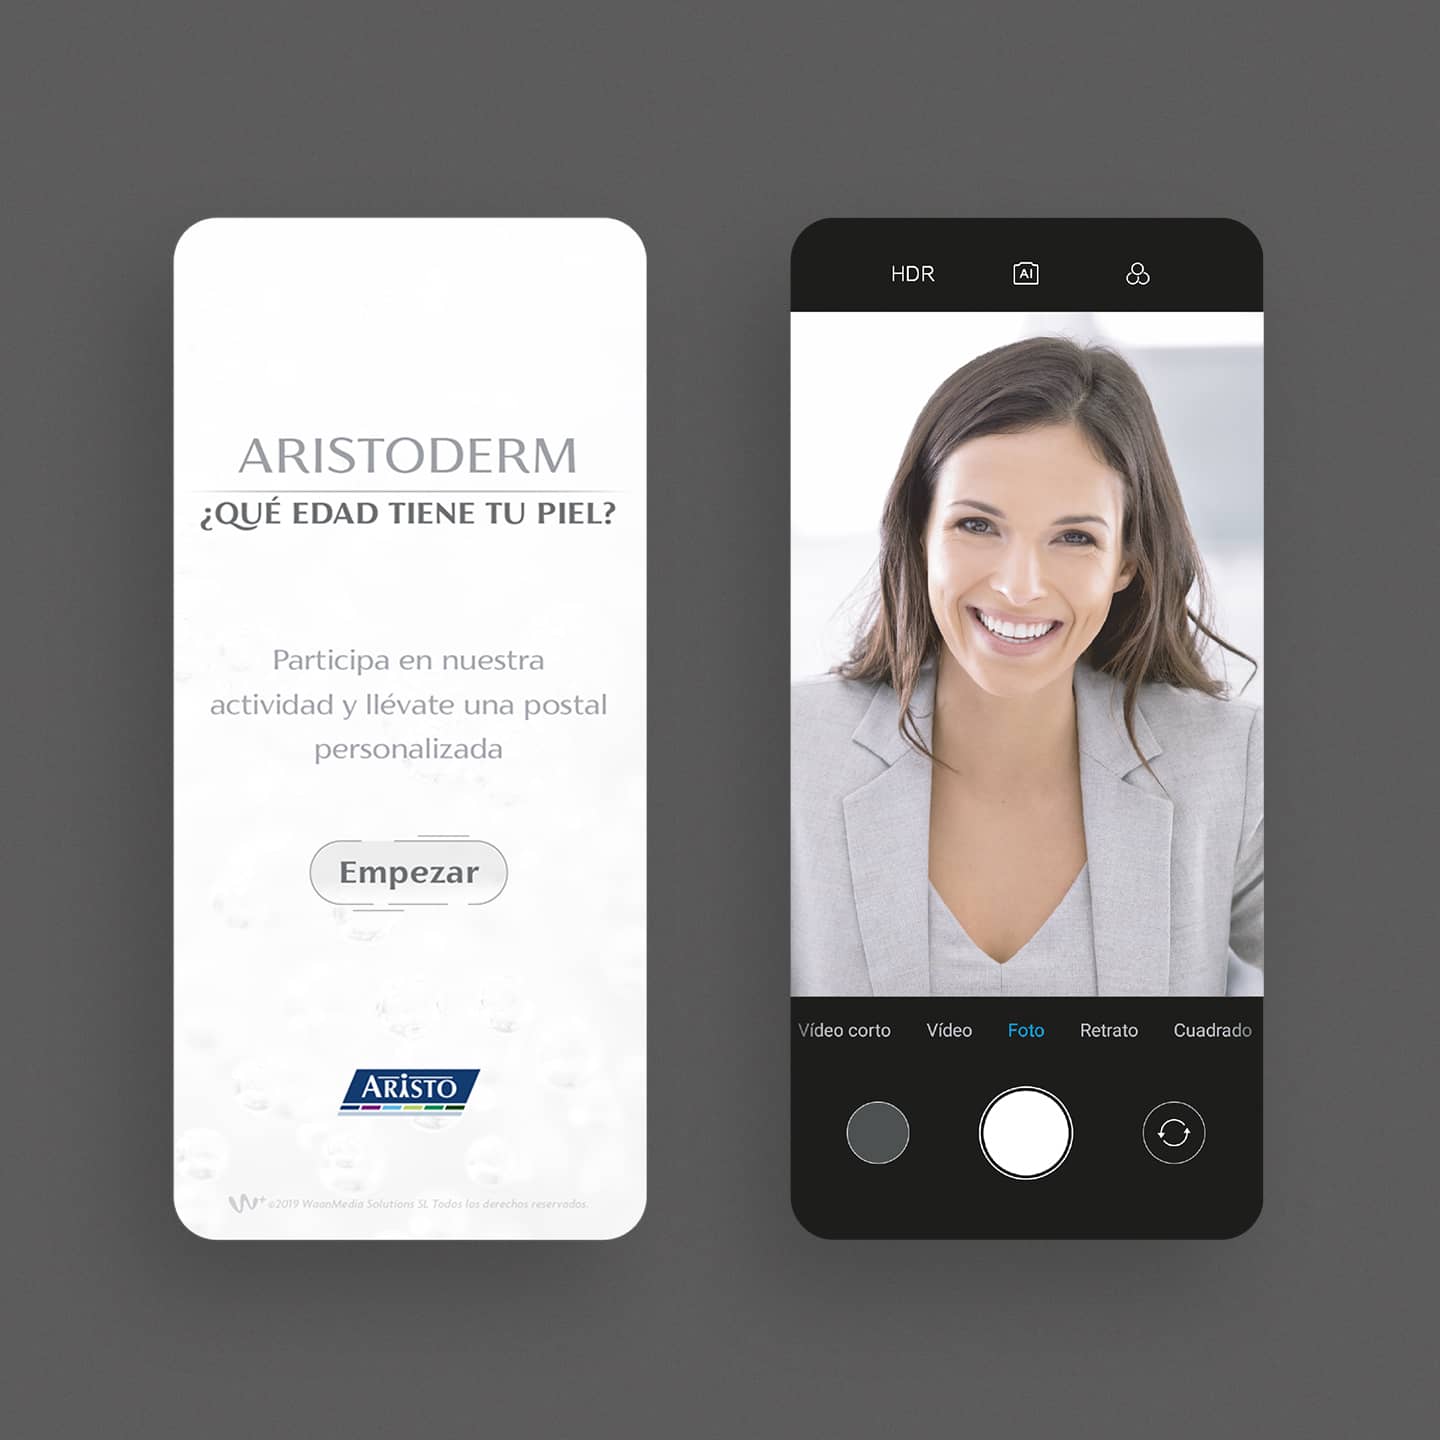 ARISTODERM
¿QUÉ EDAD TIENE TU PIEL?
Participa en nuestra
actividad y llévate una postal
personalizada
Empezar
ARISTO
W+ ©2019 WaanMedia Solutions SL Todos los derechos reservados.
HDR
AI
Vídeo corto
Vídeo
Foto
Retrato
Cuadrado